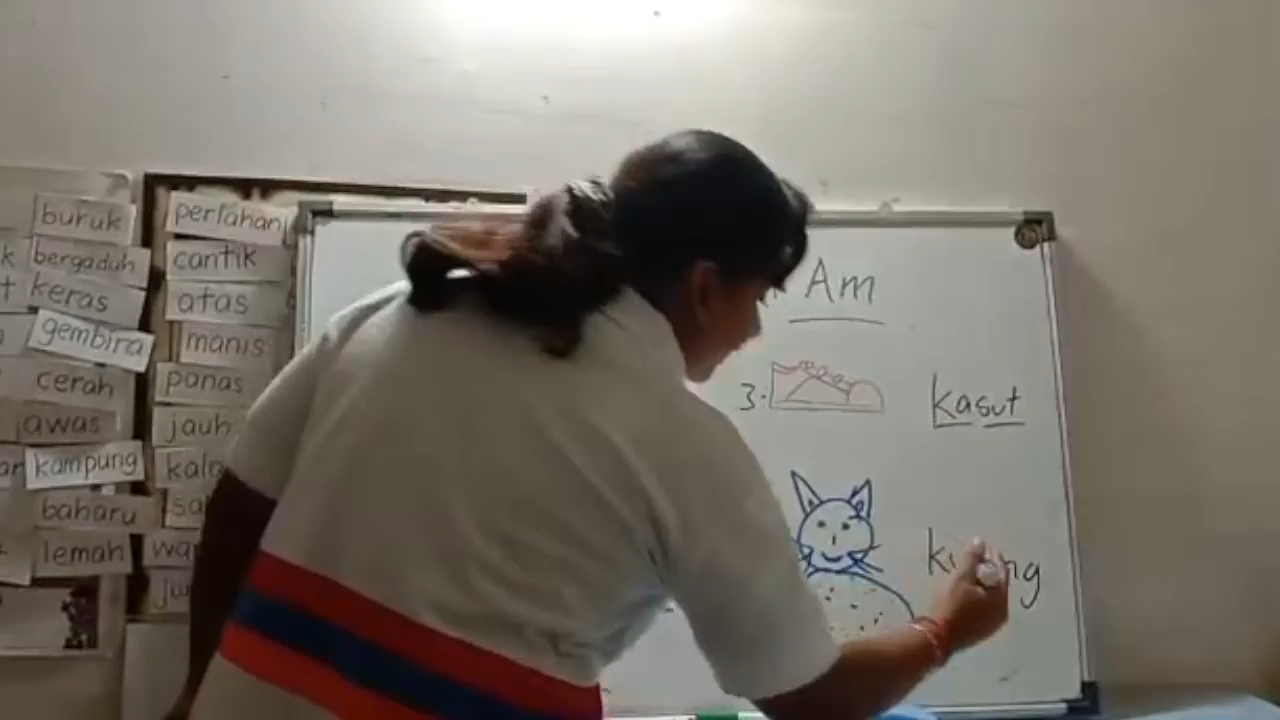 buruk
bergaduh
keras
gembira
cerah
awas
kampung
baharu
lemah
perlahan
cantik
atas
manis
panas
jauh
Am
3.
kasut